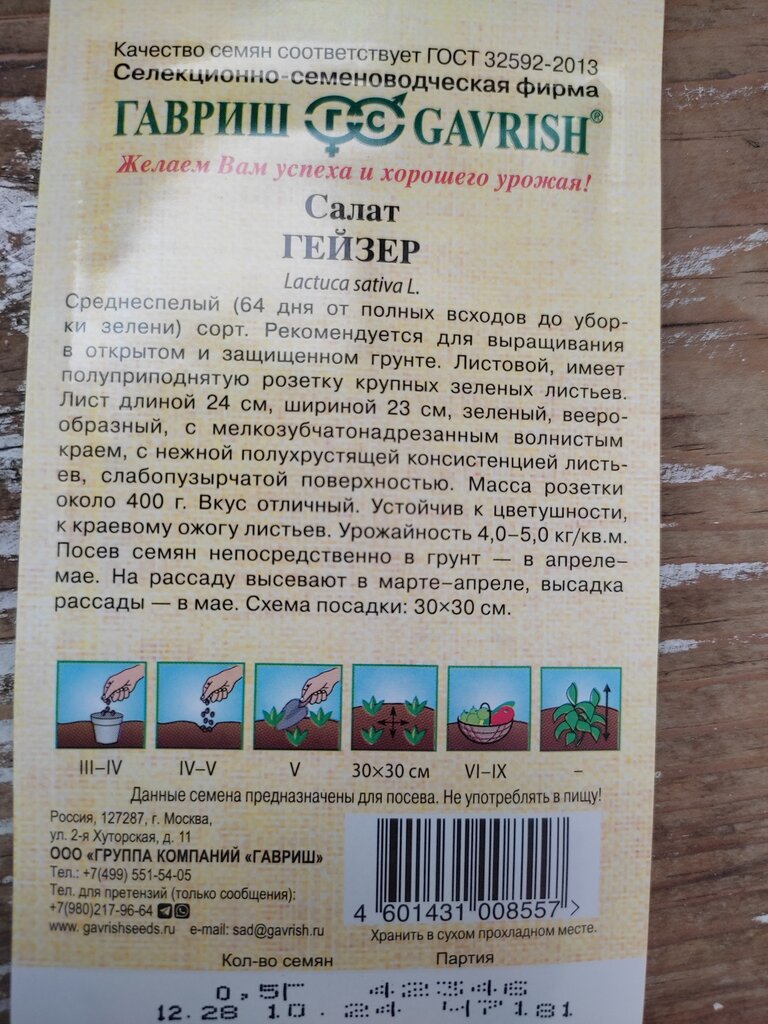 Качество семян соответствует ГОСТ 32592-2013
Селекционно-семеноводческая фирма
ГАВРИШ Г-С GAVRISH®
Желаем Вам успеха и хорошего урожая!
Салат
ГЕЙЗЕР
Lactuca sativa L.
Среднеспелый (64 дня от полных всходов до убор-
ки зелени) сорт. Рекомендуется для выращивания
в открытом и защищенном грунте. Листовой, имеет
полуприподнятую розетку крупных зеленых листьев.
Лист длиной 24 см, шириной 23 см, зеленый, вееро-
образный, с мелкозубчатонадрезанным волнистым
краем, с нежной полухрустящей консистенцией листь-
ев, слабопузырчатой поверхностью. Масса розетки
около 400 г. Вкус отличный. Устойчив к цветушности,
к краевому ожогу листьев. Урожайность 4,0–5,0 кг/кв.м.
Посев семян непосредственно в грунт — в апреле–
мае. На рассаду высевают в марте–апреле, высадка
рассады — в мае. Схема посадки: 30×30 см.
III–IV IV–V V 30×30 см VI–IX –
Данные семена предназначены для посева. Не употреблять в пищу!
Россия, 127287, г. Москва,
ул. 2-я Хуторская, д. 11
ООО «ГРУППА КОМПАНИЙ «ГАВРИШ»
Тел.: +7(499) 551-54-05
Тел. для претензий (только сообщения):
+7(980)217-96-64
www. gavrishseeds.ru e-mail: sad@gavrish.ru
4 601431 008557 >
Хранить в сухом прохладном месте.
Кол-во семян Партия
0,5Г 42346
12.28 10.24 47181